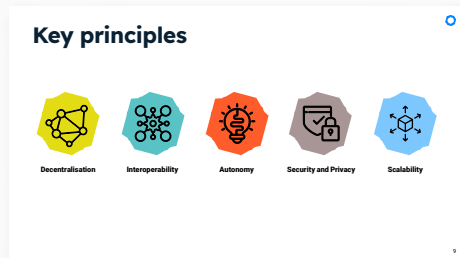 Key principles
Decentralisation
Interoperability
Autonomy
Security and Privacy
Scalability
9